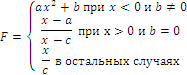 F =
ax² + b при x < 0 и b ≠ 0
x − a
x − c
при x > 0 и b = 0
x
c
в остальных случаях